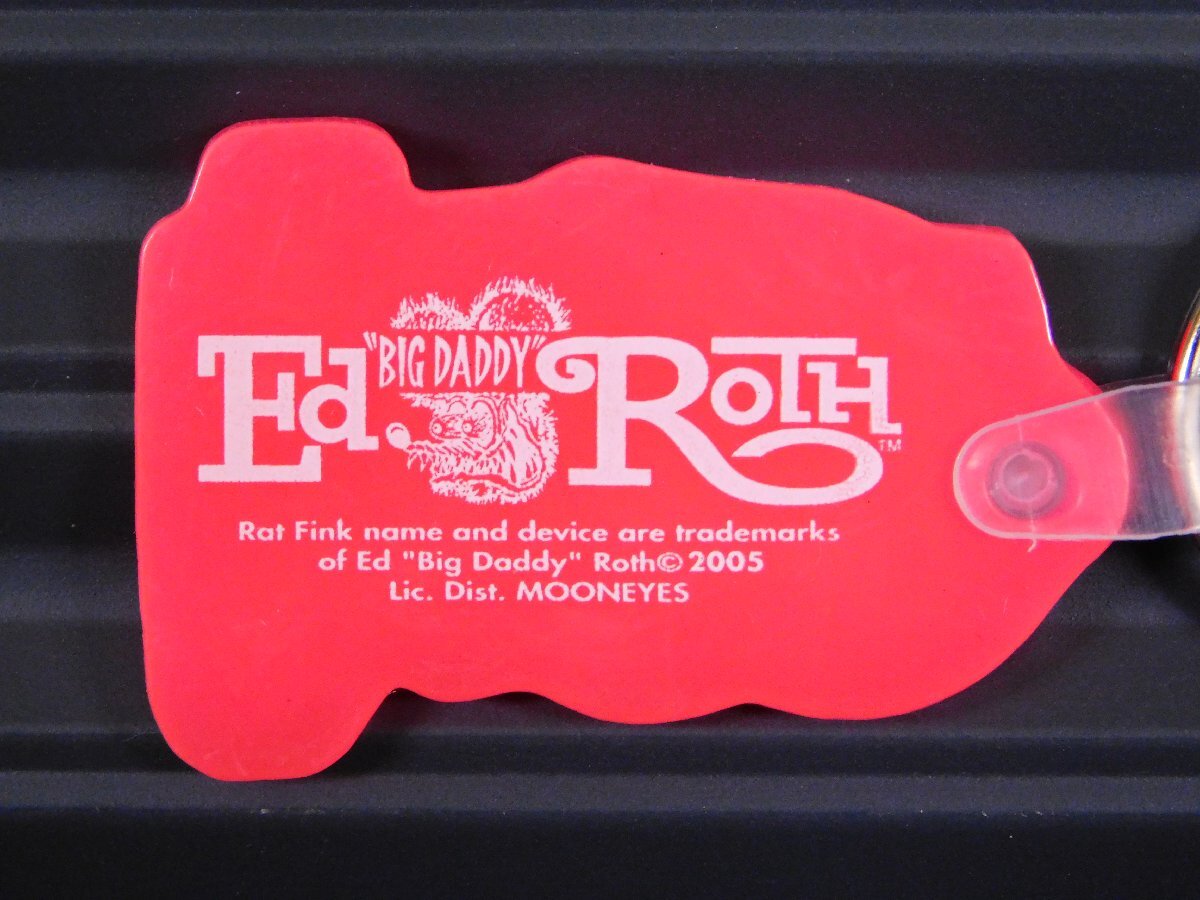 Ed "BIG DADDY" ROTH™
Rat Fink name and device are trademarks
of Ed "Big Daddy" Roth© 2005
Lic. Dist. MOONEYES